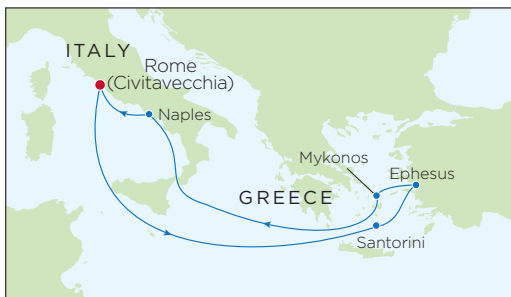 ITALY
Rome
(Civitavecchia)
Naples
Mykonos
Ephesus
GREECE
Santorini